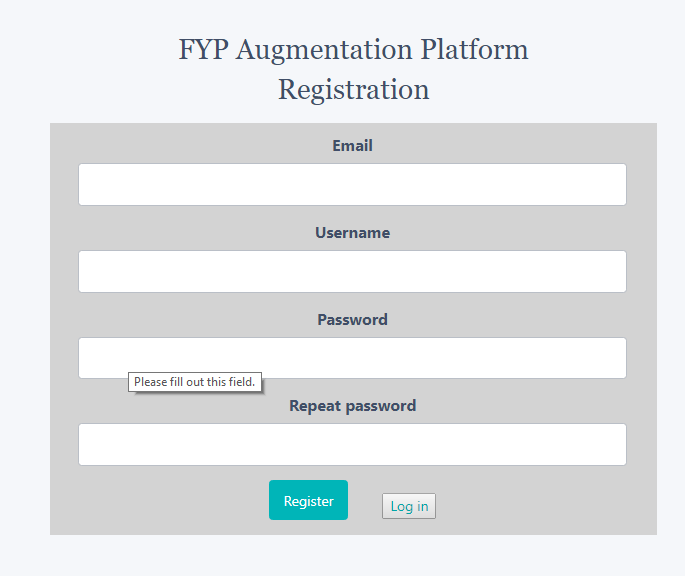 FYP Augmentation Platform
Registration
Email
Username
Password
Please fill out this field.
Repeat password
Register
Log in